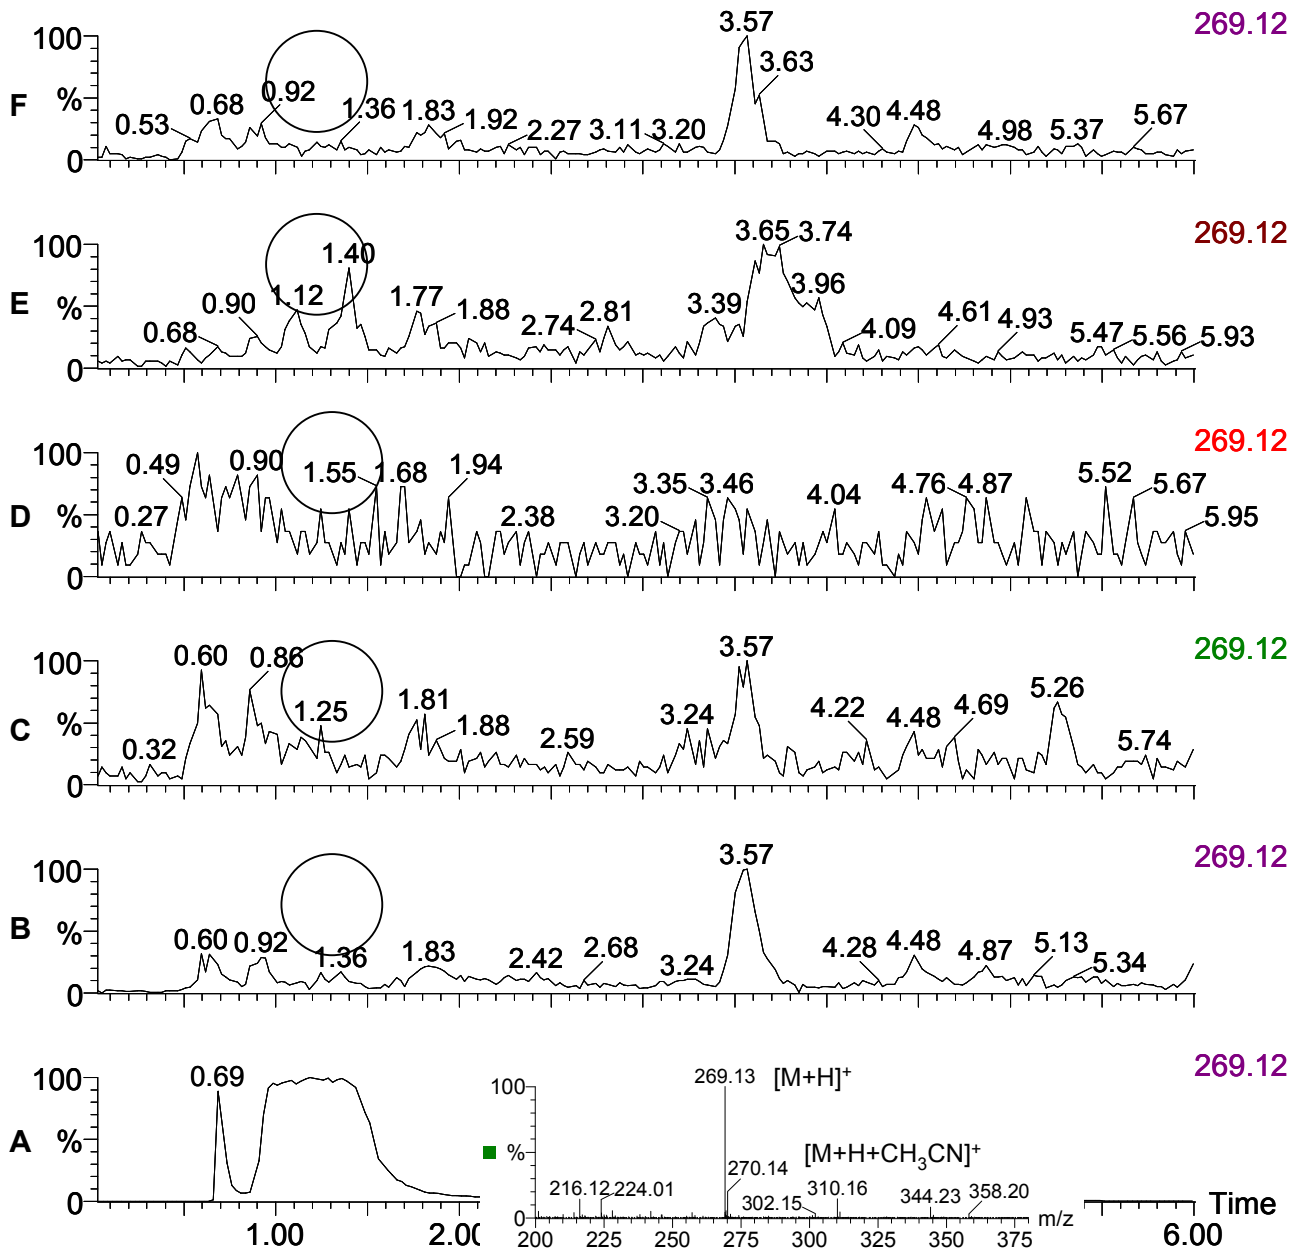 269.12
F % 100 0 0.53 0.68 0.92 1.36 1.83 1.92 2.27 3.11 3.20 3.57 3.63 4.30 4.48 4.98 5.37 5.67
269.12
E % 100 0 0.68 0.90 1.12 1.40 1.77 1.88 2.74 2.81 3.39 3.65 3.74 3.96 4.09 4.61 4.93 5.47 5.56 5.93
269.12
D % 100 0 0.27 0.49 0.90 1.55 1.68 1.94 2.38 3.20 3.35 3.46 4.04 4.76 4.87 5.52 5.67 5.95
269.12
C % 100 0 0.32 0.60 0.86 1.25 1.81 1.88 2.59 3.24 3.57 4.22 4.48 4.69 5.26 5.74
269.12
B % 100 0 0.60 0.92 1.36 1.83 2.42 2.68 3.24 3.57 4.28 4.48 4.87 5.13 5.34
269.12
A % 100 0 0.69
100 % 0
269.13 [M+H]+
[M+H+CH3CN]+
216.12 224.01 270.14 302.15 310.16 344.23 358.20
m/z
200 225 250 275 300 325 350 375
Time
1.00 2.00 6.00